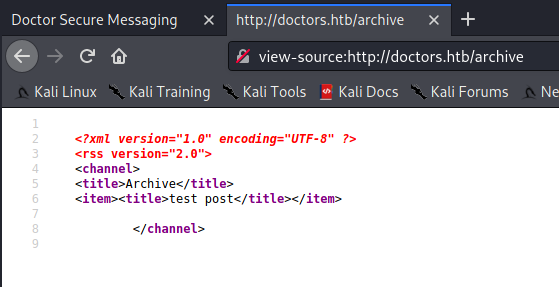 Doctor Secure Messaging
http://doctors.htb/archive
view-source:http://doctors.htb/archive
Kali Linux Kali Training Kali Tools Kali Docs Kali Forums Ne
1
2 <?xml version="1.0" encoding="UTF-8" ?>
3 <rss version="2.0">
4 <channel>
5 <title>Archive</title>
6 <item><title>test post</title></item>
7
8 </channel>
9